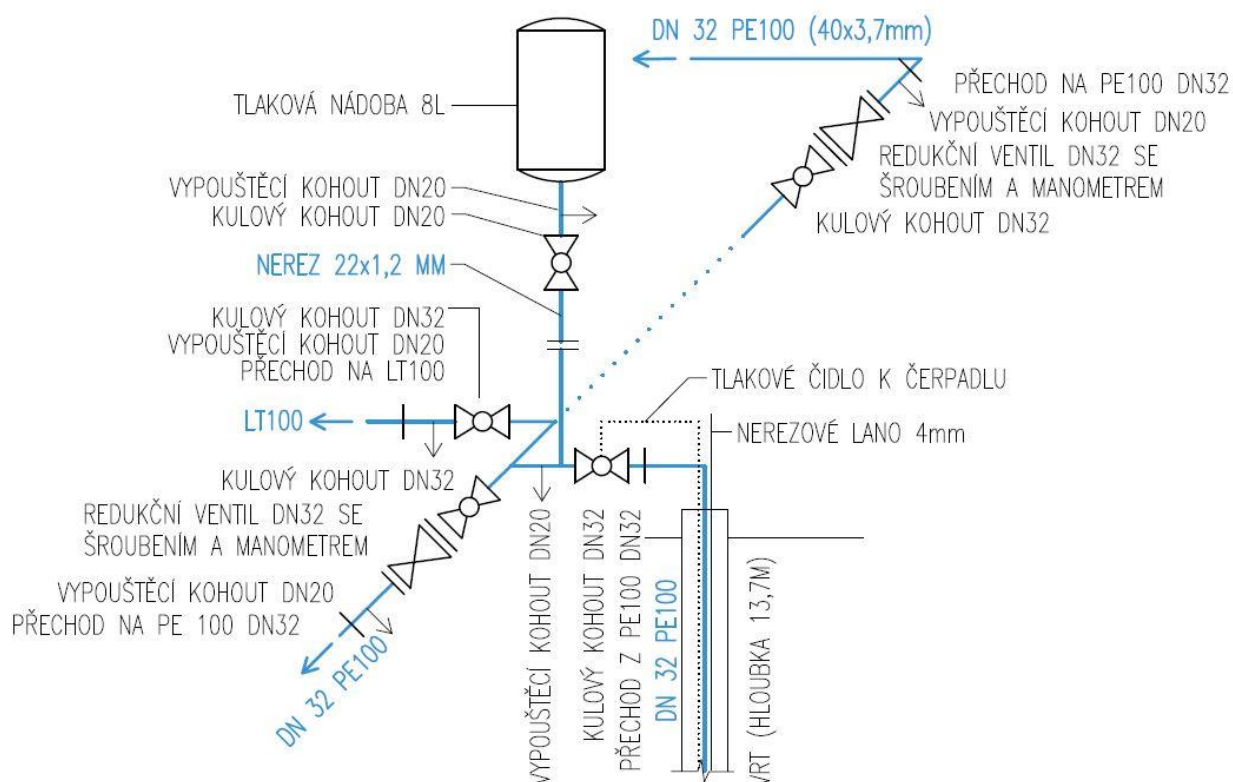 DN 32 PE100 (40x3,7mm)
PŘECHOD NA PE100 DN32
VYPOUŠTĚCÍ KOHOUT DN20
REDUKČNÍ VENTIL DN32 SE
ŠROUBENÍM A MANOMETREM
KULOVÝ KOHOUT DN32
TLAKOVÁ NÁDOBA 8L
VYPOUŠTĚCÍ KOHOUT DN20
KULOVÝ KOHOUT DN20
NEREZ 22x1,2 MM
KULOVÝ KOHOUT DN32
VYPOUŠTĚCÍ KOHOUT DN20
PŘECHOD NA LT100
LT100
TLAKOVÉ ČIDLO K ČERPADLU
NEREZOVÉ LANO 4mm
KULOVÝ KOHOUT DN32
REDUKČNÍ VENTIL DN32 SE
ŠROUBENÍM A MANOMETREM
VYPOUŠTĚCÍ KOHOUT DN20
PŘECHOD NA PE 100 DN32
DN 32 PE100
VYPOUŠTĚCÍ KOHOUT DN20
KULOVÝ KOHOUT DN32
PŘECHOD Z PE100 DN32
DN 32 PE100
VRT (HLOUBKA 13,7M)